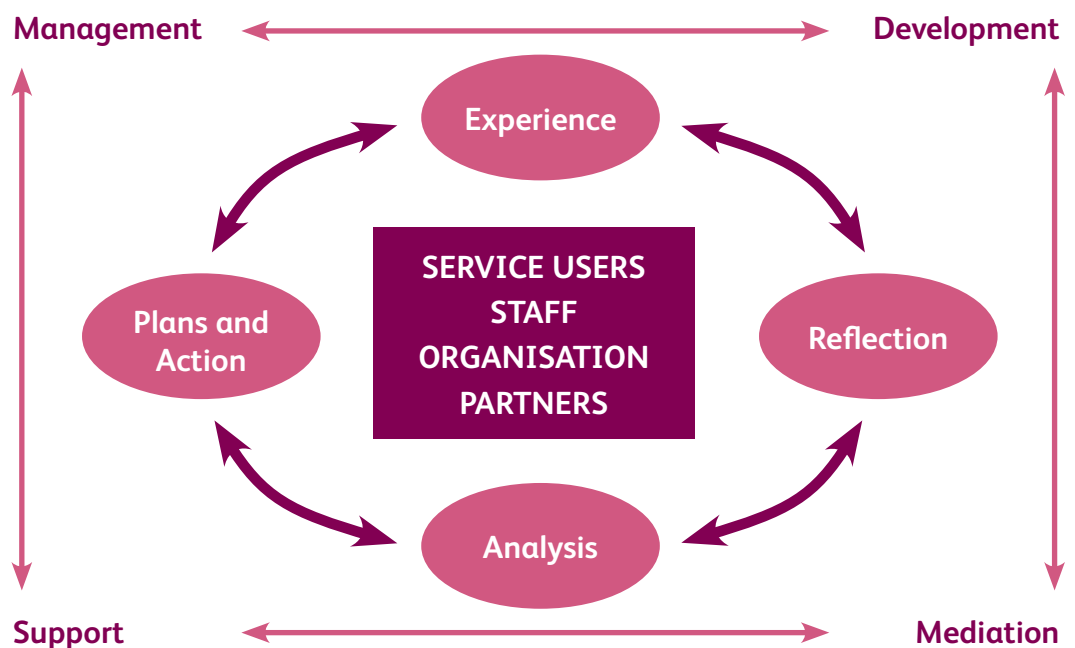 Management
Development
Experience
SERVICE USERS
STAFF
ORGANISATION
PARTNERS
Plans and
Action
Reflection
Analysis
Support
Mediation